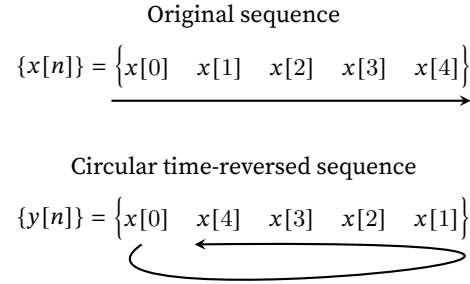 Original sequence
{x[n]} = {x[0] x[1] x[2] x[3] x[4]}
Circular time-reversed sequence
{y[n]} = {x[0] x[4] x[3] x[2] x[1]}